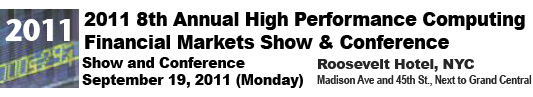 2011
2011 8th Annual High Performance Computing
Financial Markets Show & Conference
Show and Conference
Roosevelt Hotel, NYC
September 19, 2011 (Monday)
Madison Ave and 45th St., Next to Grand Central